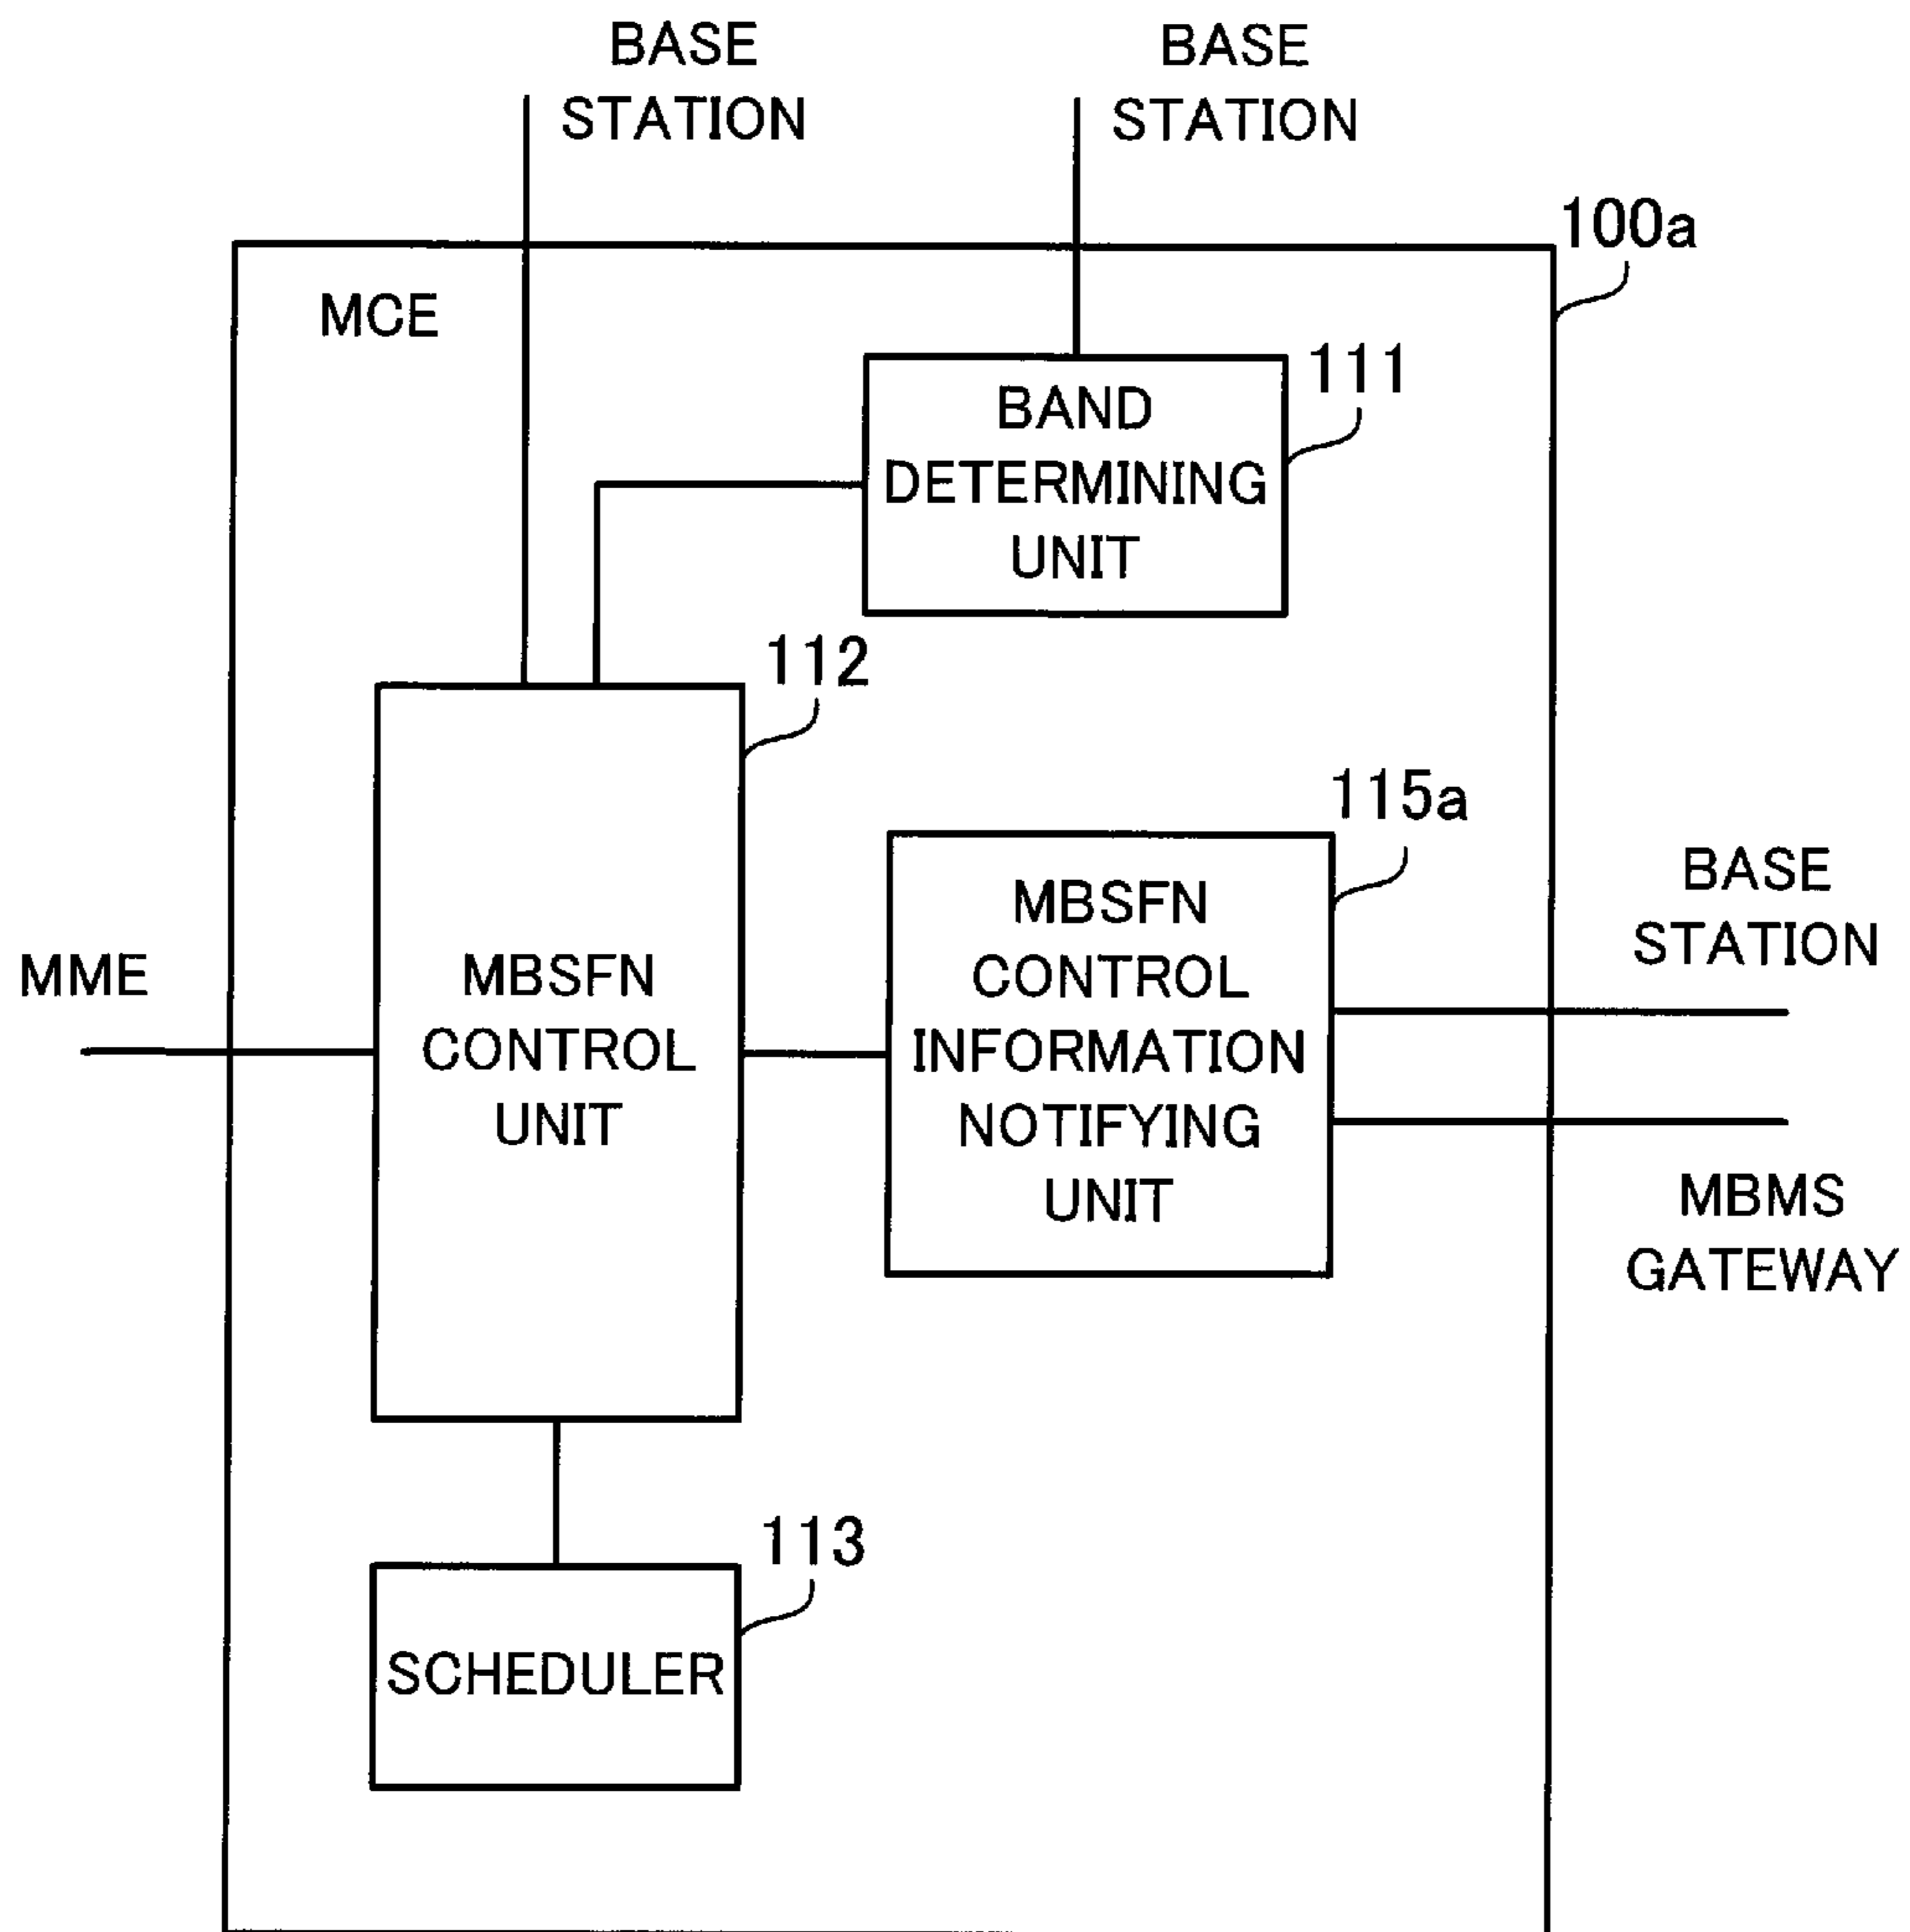 BASE
STATION
BASE
STATION
100a
MCE
111
BAND
DETERMINING
UNIT
112
115a
MME
MBSFN
CONTROL
UNIT
MBSFN
CONTROL
INFORMATION
NOTIFYING
UNIT
BASE
STATION
MBMS
GATEWAY
113
SCHEDULER